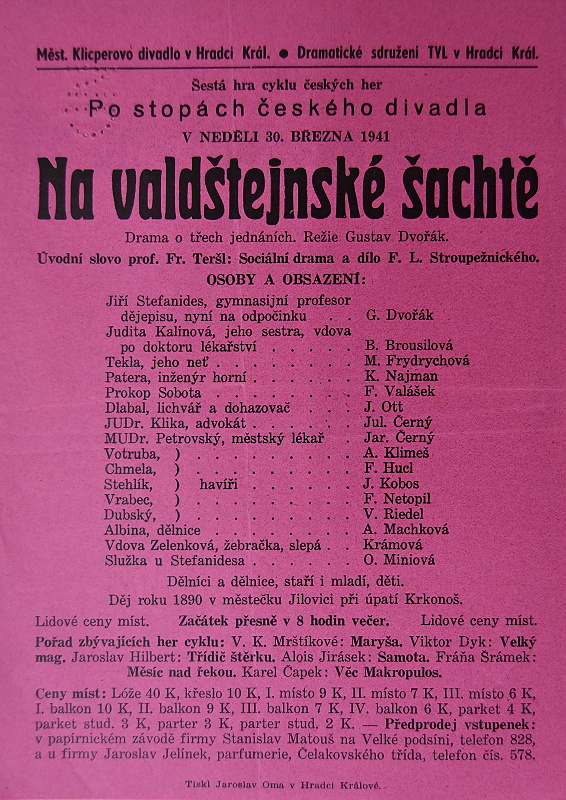 Měst. Klicperovo divadlo v Hradci Král. ● Dramatické sdružení TYL v Hradci Král.
Šestá hra cyklu českých her
Po stopách českého divadla
V NEDĚLI 30. BŘEZNA 1941
Na valdštejnské šachtě
Drama o třech jednáních. Režie Gustav Dvořák.
Úvodní slovo prof. Fr. Teršl: Sociální drama a dílo F. L. Stroupežnického.
OSOBY A OBSAZENÍ:
Jiří Stefanides, gymnasijní profesor
dějepisu, nyní na odpočinku . . G. Dvořák
Judita Kalinová, jeho sestra, vdova
po doktoru lékařství . . . . . B. Brousilová
Tekla, jeho neť . . . . . . . . M. Frydrychová
Patera, inženýr horní . . . . . . K. Najman
Prokop Sobota . . . . . . . . F. Valášek
Dlabal, lichvář a dohazovač . . . J. Ott
JUDr. Klika, advokát . . . . . . Jul. Černý
MUDr. Petrovský, městský lékař . Jar. Černý
Votruba, ) . . . . . . . . A. Klimeš
Chmela, ) . . . . . . . . F. Hucl
Stehlík, ) havíři . . . . . . J. Kobos
Vrabec, ) . . . . . . . . F. Netopil
Dubský, ) . . . . . . . . V. Riedel
Albina, dělnice . . . . . . . . A. Machková
Vdova Zelenková, žebračka, slepá . . Krámová
Služka u Stefanidesa . . . . . . O. Miniová
Dělníci a dělnice, staří i mladí, děti.
Děj roku 1890 v městečku Jilovici při úpatí Krkonoš.
Lidové ceny míst. Začátek přesně v 8 hodin večer. Lidové ceny míst.
Pořad zbývajících her cyklu: V. K. Mrštíkové: Maryša. Viktor Dyk: Velký
mag. Jaroslav Hilbert: Třídič štěrku. Alois Jirásek: Samota. Fráňa Šrámek:
Měsíc nad řekou. Karel Čapek: Věc Makropulos.
Ceny míst: Lóže 40 K, křeslo 10 K, I. místo 9 K, II. místo 7 K, III. místo 6 K,
I. balkon 10 K, II. balkon 9 K, III. balkon 7 K, IV. balkon 6 K, parket 4 K,
parket stud. 3 K, parter 3 K, parter stud. 2 K. — Předprodej vstupenek:
v papírnickém závodě firmy Stanislav Matouš na Velké podsíni, telefon 828,
a u firmy Jaroslav Jelínek, parfumerie, Čelakovského třída, telefon čís. 578.
Tiskl Jaroslav Oma v Hradci Králové.